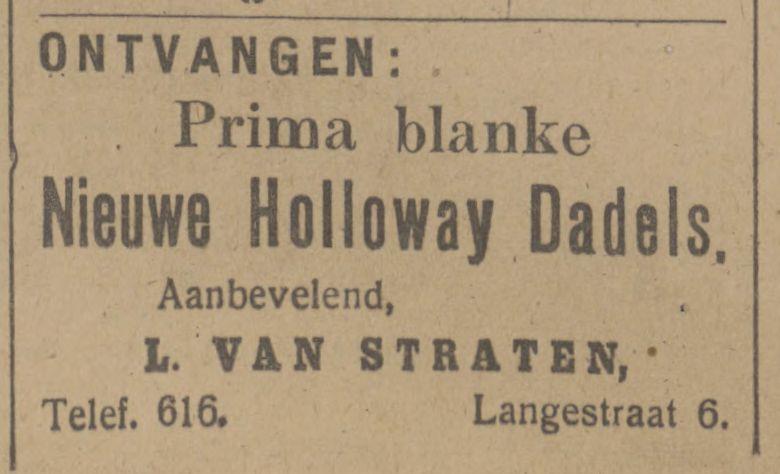 ONTVANGEN:
Prima blanke
Nieuwe Holloway Dadels.
Aanbevelend,
L. VAN STRATEN,
Telef. 616. Langestraat 6.